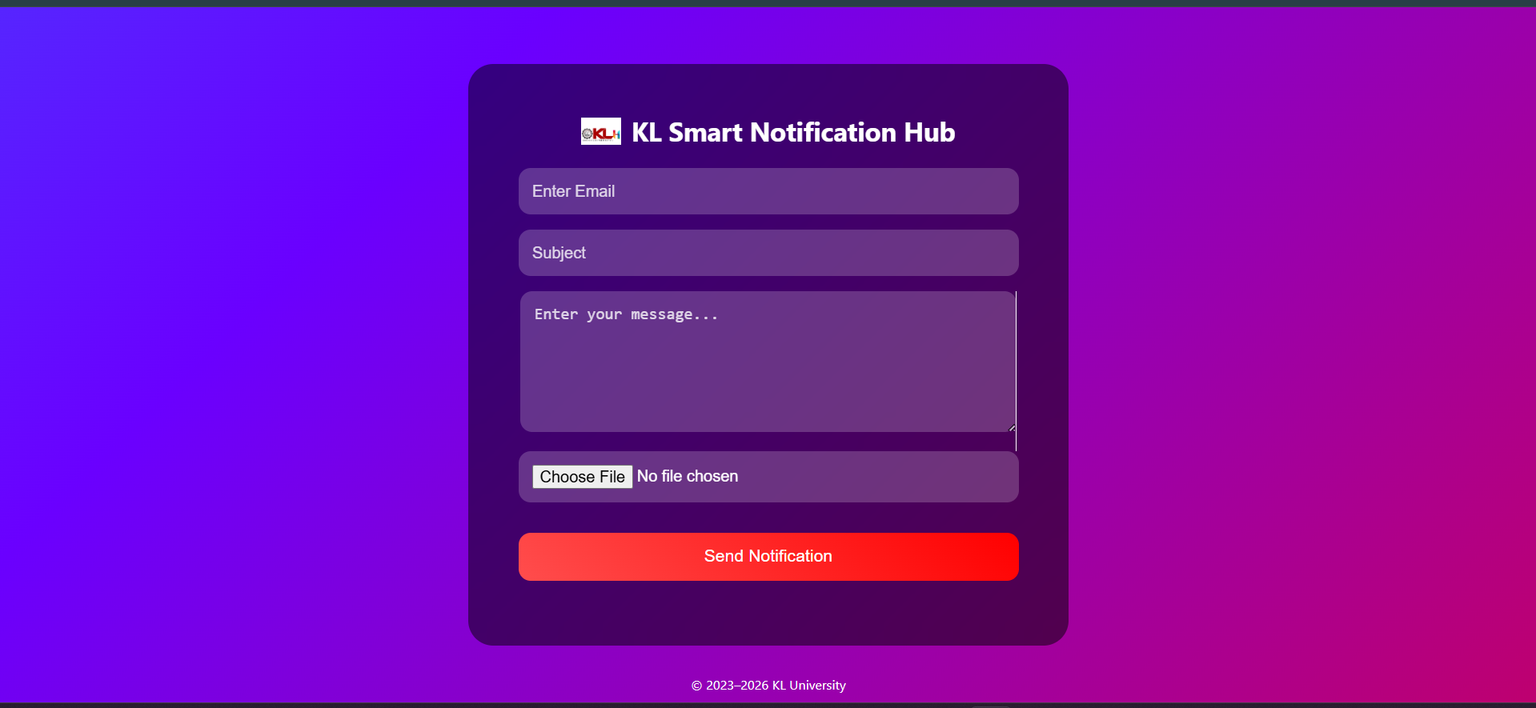 KL KL Smart Notification Hub
Enter Email
Subject
Enter your message...
Choose File No file chosen
Send Notification
© 2023–2026 KL University